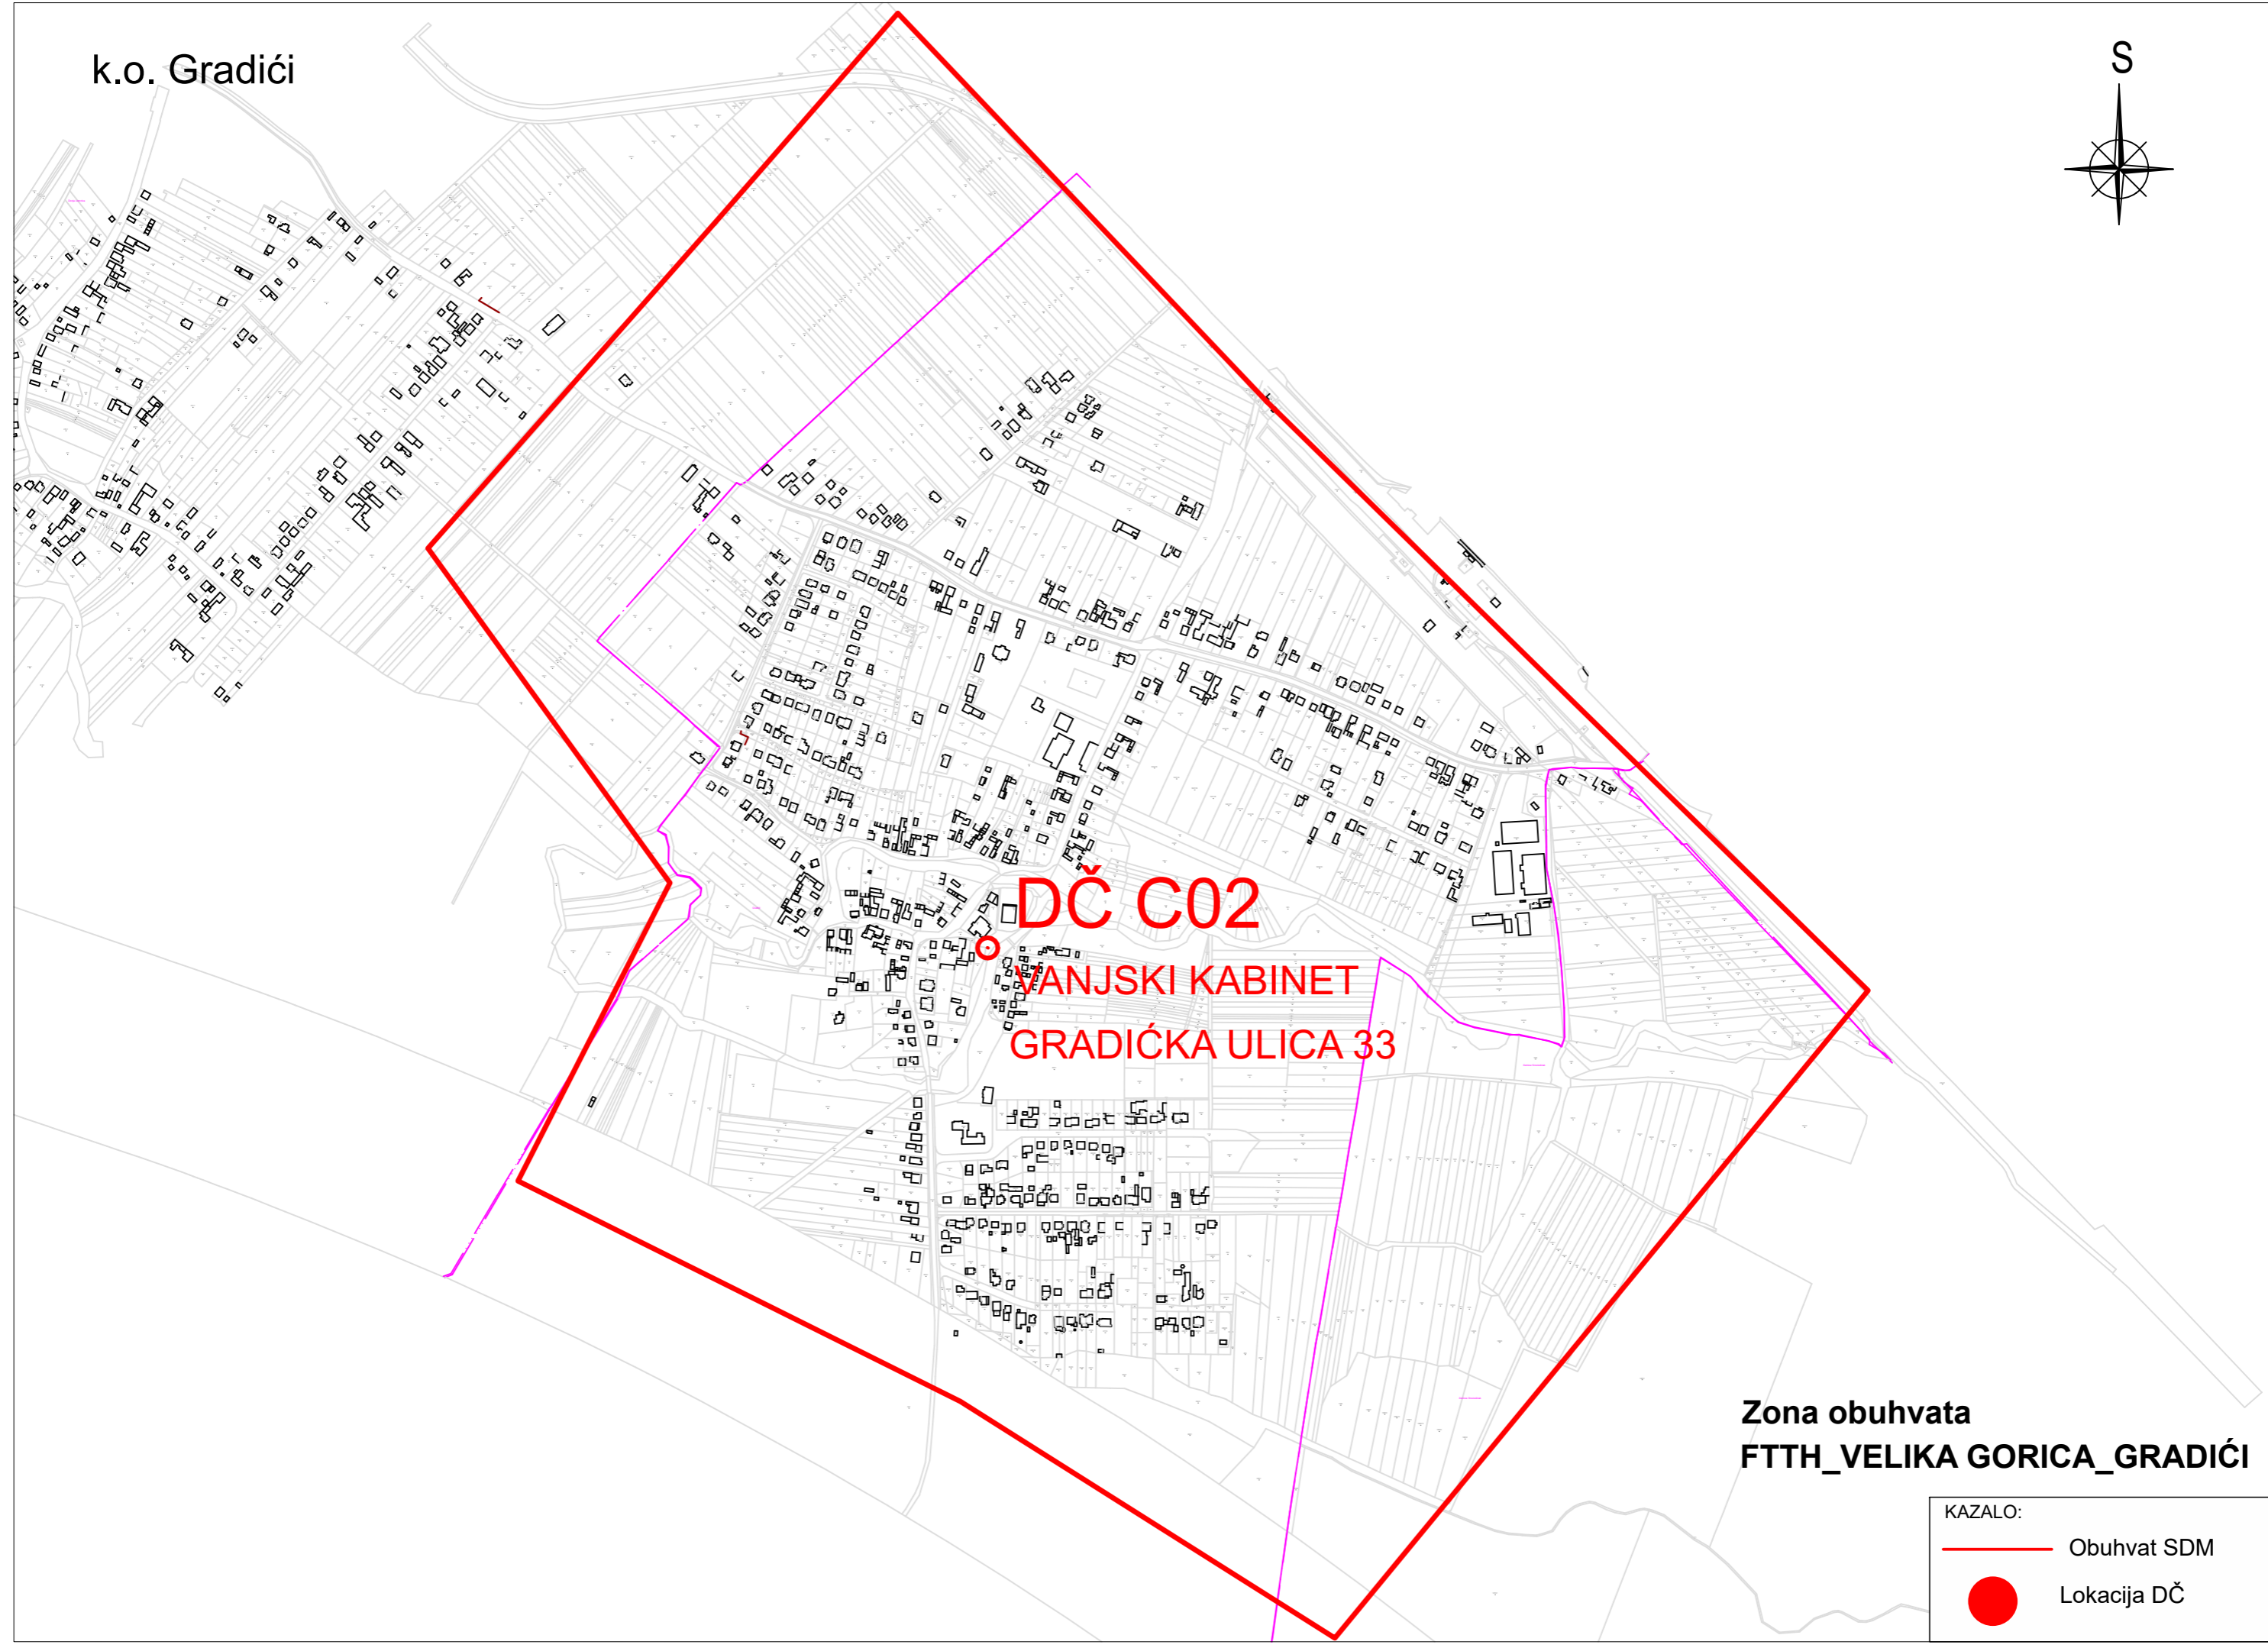 k.o. Gradići
S
DČ C02
VANJSKI KABINET
GRADIĆKA ULICA 33
Zona obuhvata
FTTH_VELIKA GORICA_GRADIĆI
KAZALO:
Obuhvat SDM
Lokacija DČ